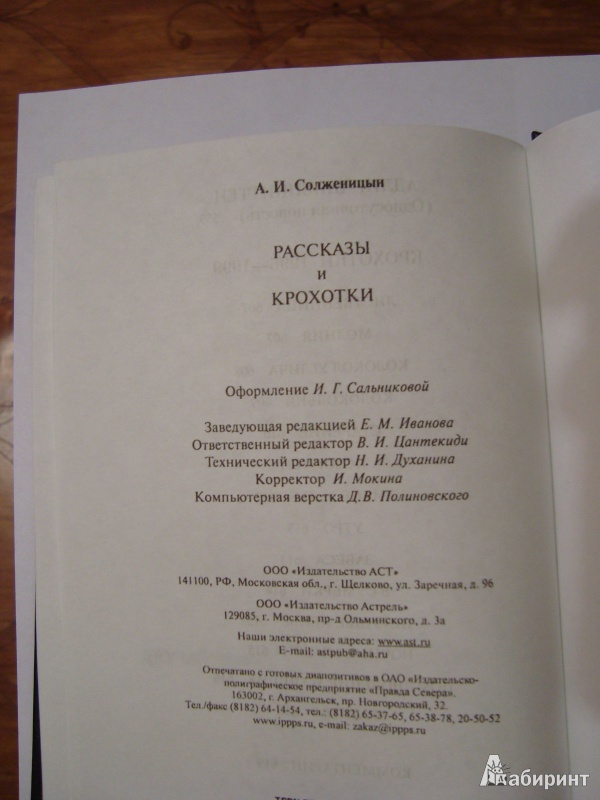 А. И. Солженицын
РАССКАЗЫ
И
КРОХОТКИ
Оформление И. Г. Сальниковой
Заведующая редакцией Е. М. Иванова
Ответственный редактор В. И. Цантекиди
Технический редактор Н. И. Духанина
Корректор И. Мокина
Компьютерная верстка Д.В. Полиновского
ООО «Издательство АСТ»
141100, РФ, Московская обл., г. Щелково, ул. Заречная, д. 96
ООО «Издательство Астрель»
129085, г. Москва, пр-д Ольминского, д. 3а
Наши электронные адреса: www.ast.ru
E-mail: astpub@aha.ru
Отпечатано с готовых диапозитивов в ОАО «Издательско-
полиграфическое предприятие «Правда Севера».
163002, г. Архангельск, пр. Новгородский, 32.
Тел./факс (8182) 64-14-54, тел.: (8182) 65-37-65, 65-38-78, 20-50-52
www.ippps.ru, e-mail: zakaz@ippps.ru
Лабиринт